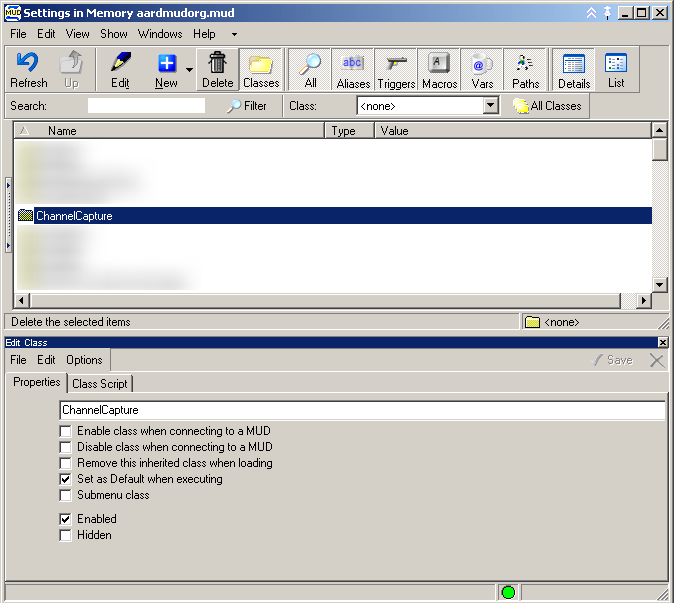 MUD Settings in Memory aardmudorg.mud
File Edit View Show Windows Help
Refresh Up Edit New Delete Classes All Aliases Triggers Macros Vars Paths Details List
Search: Filter Class: <none> All Classes
Name Type Value
ChannelCapture
Delete the selected items <none>
Edit Class
File Edit Options Save
Properties Class Script
ChannelCapture
Enable class when connecting to a MUD
Disable class when connecting to a MUD
Remove this inherited class when loading
Set as Default when executing
Submenu class
Enabled
Hidden